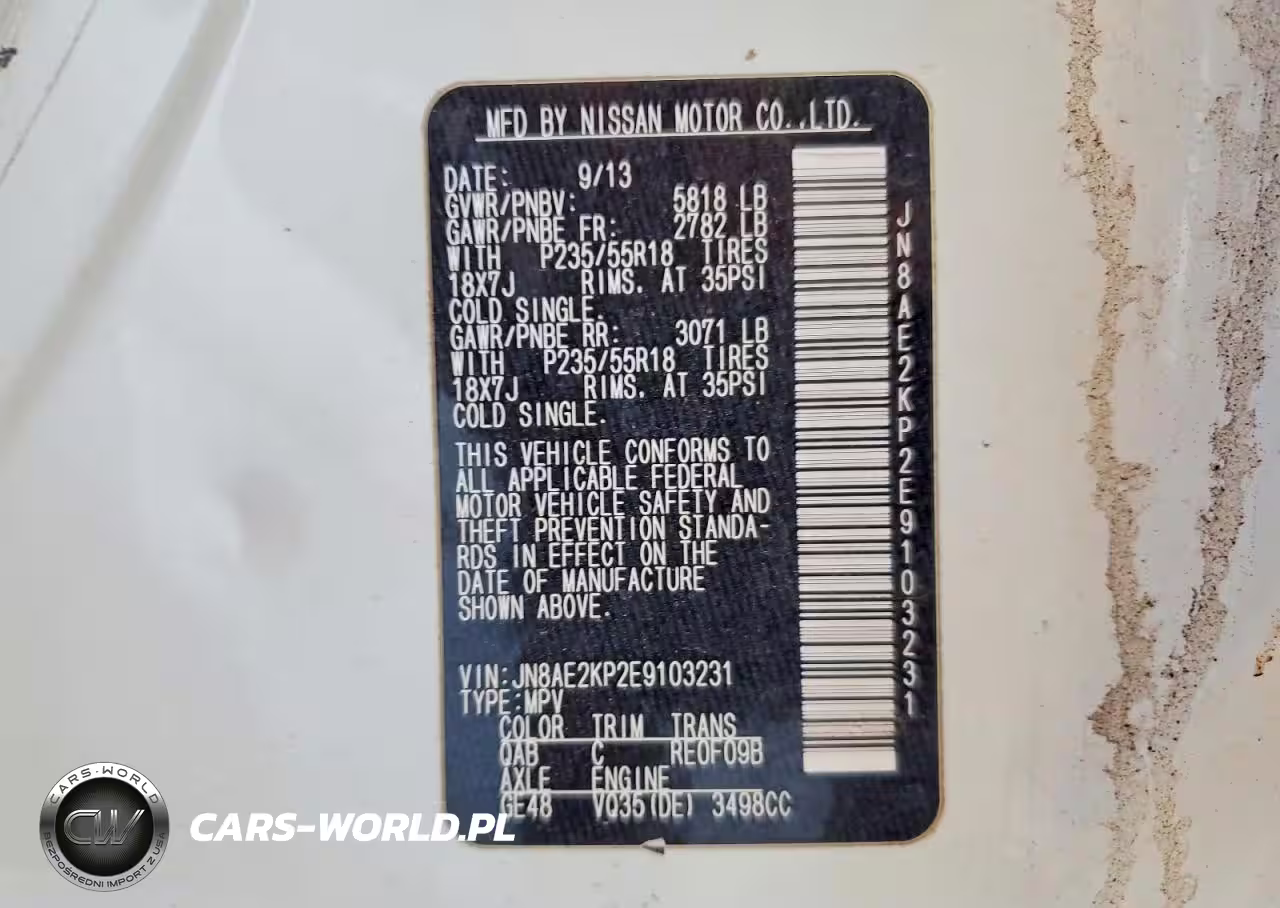 MFD BY NISSAN MOTOR CO.,LTD.
DATE: 9/13
GVWR/PNBV: 5818 LB
GAWR/PNBE FR: 2782 LB
WITH P235/55R18 TIRES
18X7J RIMS. AT 35PSI
COLD SINGLE.
GAWR/PNBE RR: 3071 LB
WITH P235/55R18 TIRES
18X7J RIMS. AT 35PSI
COLD SINGLE.
THIS VEHICLE CONFORMS TO
ALL APPLICABLE FEDERAL
MOTOR VEHICLE SAFETY AND
THEFT PREVENTION STANDA-
RDS IN EFFECT ON THE
DATE OF MANUFACTURE
SHOWN ABOVE.
VIN:JN8AE2KP2E9103231
TYPE:MPV
COLOR TRIM TRANS
QAB C RE0F09B
AXLE ENGINE
GE48 VQ35(DE) 3498CC
JN8AE2KP2E9103231
CARS-WORLD
CW
BEZPOŚREDNI IMPORT Z USA
CARS-WORLD.PL